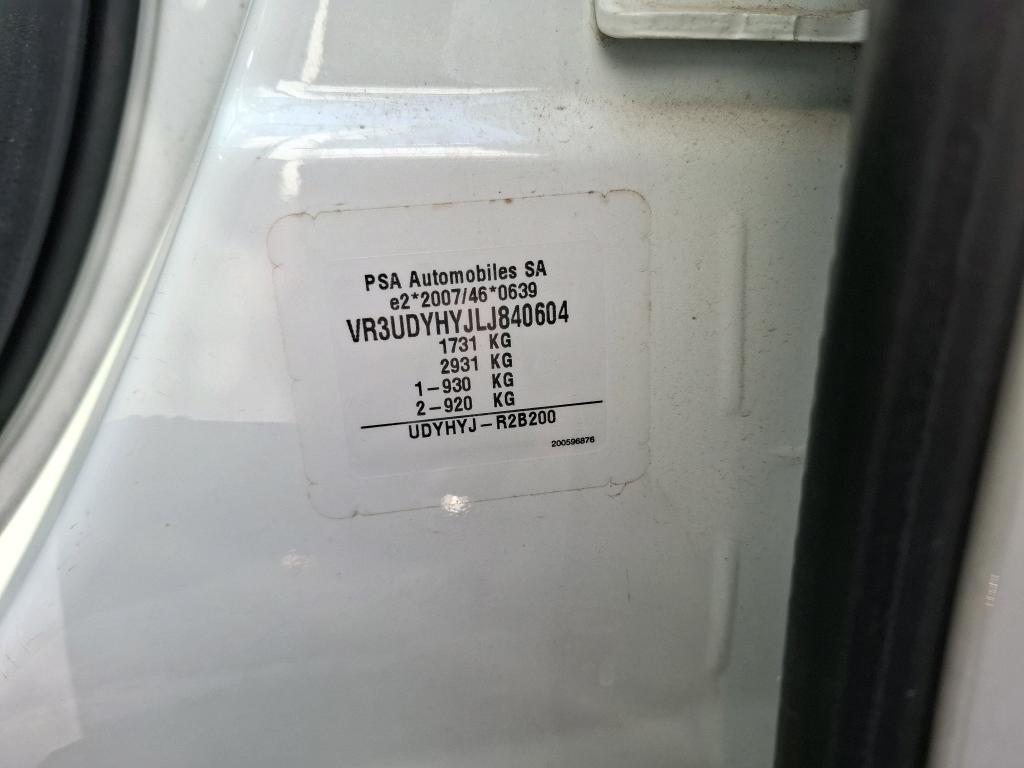 PSA Automobiles SA
e2*2007/46*0639
VR3UDYHYJLJ840604
1731 KG
2931 KG
1-930 KG
2-920 KG
UDYHYJ-R2B200
200596876